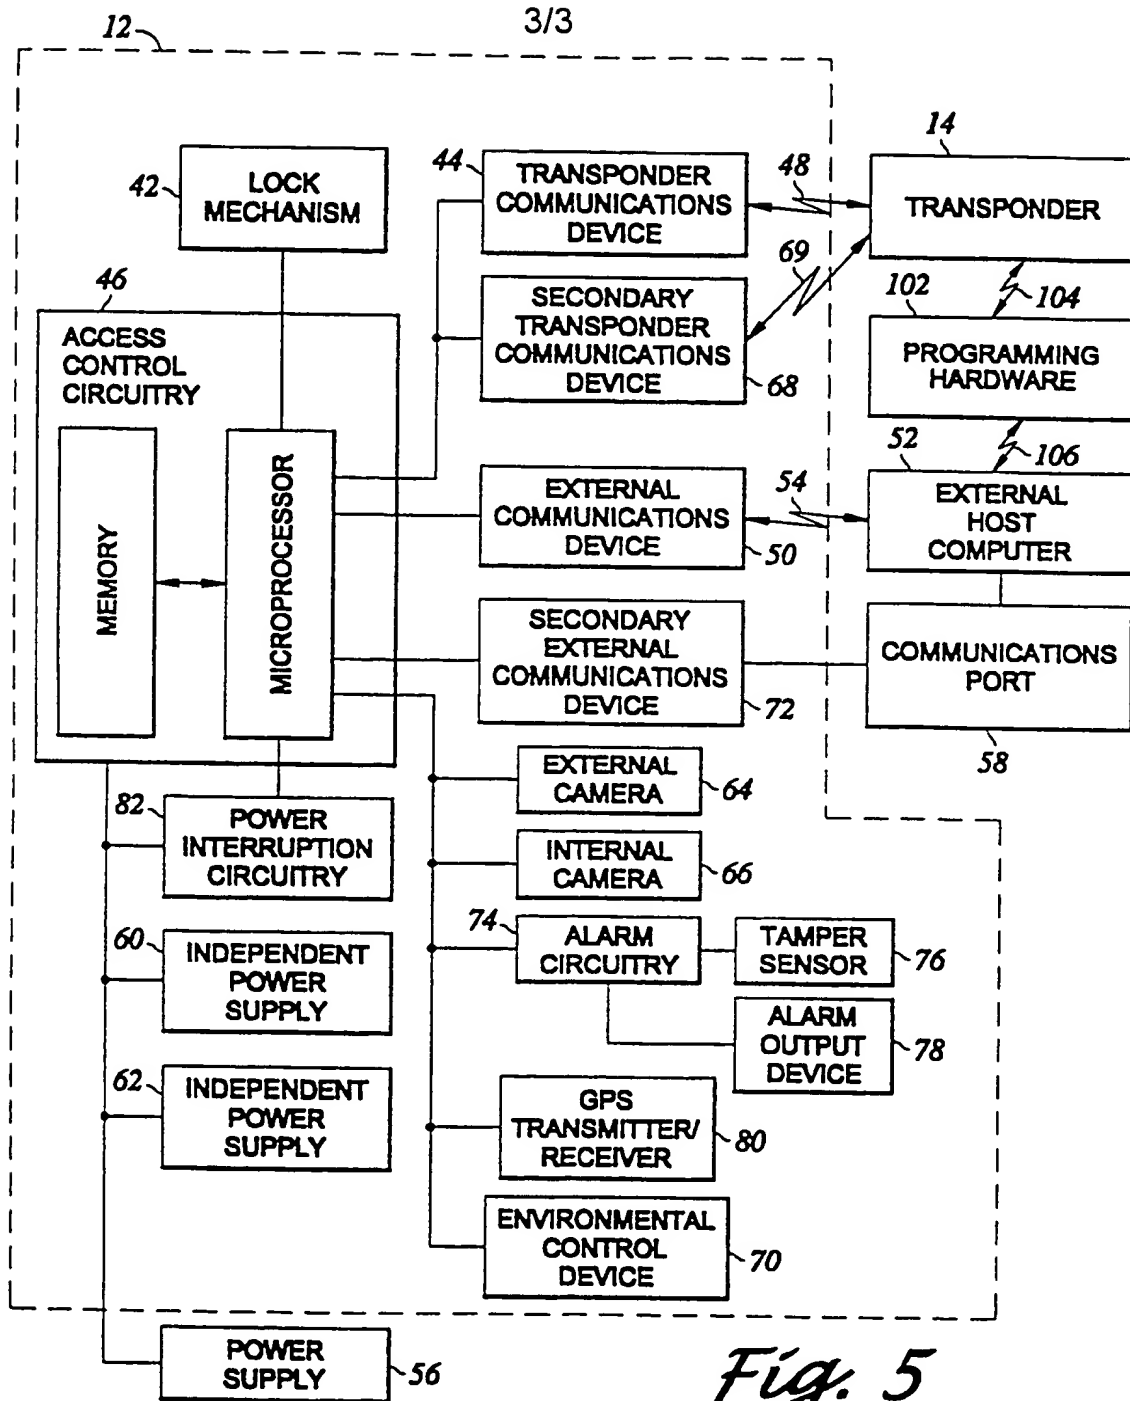 3/3
12
42
LOCK
MECHANISM
44
TRANSPONDER
COMMUNICATIONS
DEVICE
48
14
TRANSPONDER
69
SECONDARY
TRANSPONDER
COMMUNICATIONS
DEVICE
68
102
104
PROGRAMMING
HARDWARE
46
ACCESS
CONTROL
CIRCUITRY
MEMORY
MICROPROCESSOR
EXTERNAL
COMMUNICATIONS
DEVICE
50
54
52
106
EXTERNAL
HOST
COMPUTER
SECONDARY
EXTERNAL
COMMUNICATIONS
DEVICE
72
COMMUNICATIONS
PORT
58
EXTERNAL
CAMERA
64
82
POWER
INTERRUPTION
CIRCUITRY
INTERNAL
CAMERA
66
74
ALARM
CIRCUITRY
TAMPER
SENSOR
76
60
INDEPENDENT
POWER
SUPPLY
ALARM
OUTPUT
DEVICE
78
62
INDEPENDENT
POWER
SUPPLY
GPS
TRANSMITTER/
RECEIVER
80
ENVIRONMENTAL
CONTROL
DEVICE
70
POWER
SUPPLY
56
Fig. 5